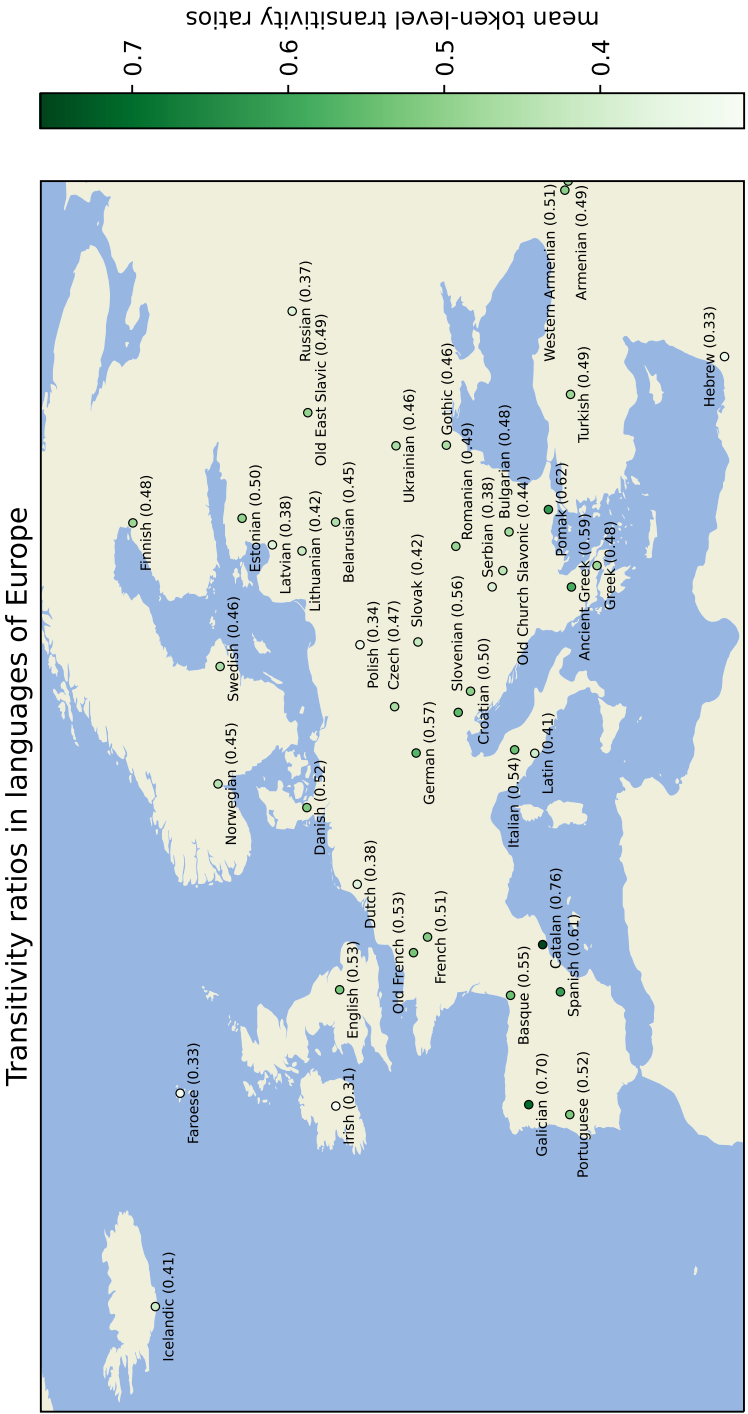 Transitivity ratios in languages of Europe
Icelandic (0.41)
Faroese (0.33)
Finnish (0.48)
Norwegian (0.45)
Swedish (0.46)
Estonian (0.50)
Latvian (0.38)
Lithuanian (0.42)
Belarusian (0.45)
Russian (0.37)
Old East Slavic (0.49)
Irish (0.31)
English (0.53)
Danish (0.52)
Dutch (0.38)
Polish (0.34)
Czech (0.47)
Slovak (0.42)
Ukrainian (0.46)
Old French (0.53)
French (0.51)
German (0.57)
Slovenian (0.56)
Croatian (0.50)
Gothic (0.46)
Romanian (0.49)
Serbian (0.38)
Bulgarian (0.48)
Old Church Slavonic (0.44)
Basque (0.55)
Italian (0.54)
Latin (0.41)
Galician (0.70)
Catalan (0.76)
Spanish (0.61)
Portuguese (0.52)
Pomak (0.62)
Ancient Greek (0.59)
Greek (0.48)
Turkish (0.49)
Western Armenian (0.51)
Armenian (0.49)
Hebrew (0.33)
0.7
0.6
0.5
0.4
mean token-level transitivity ratios